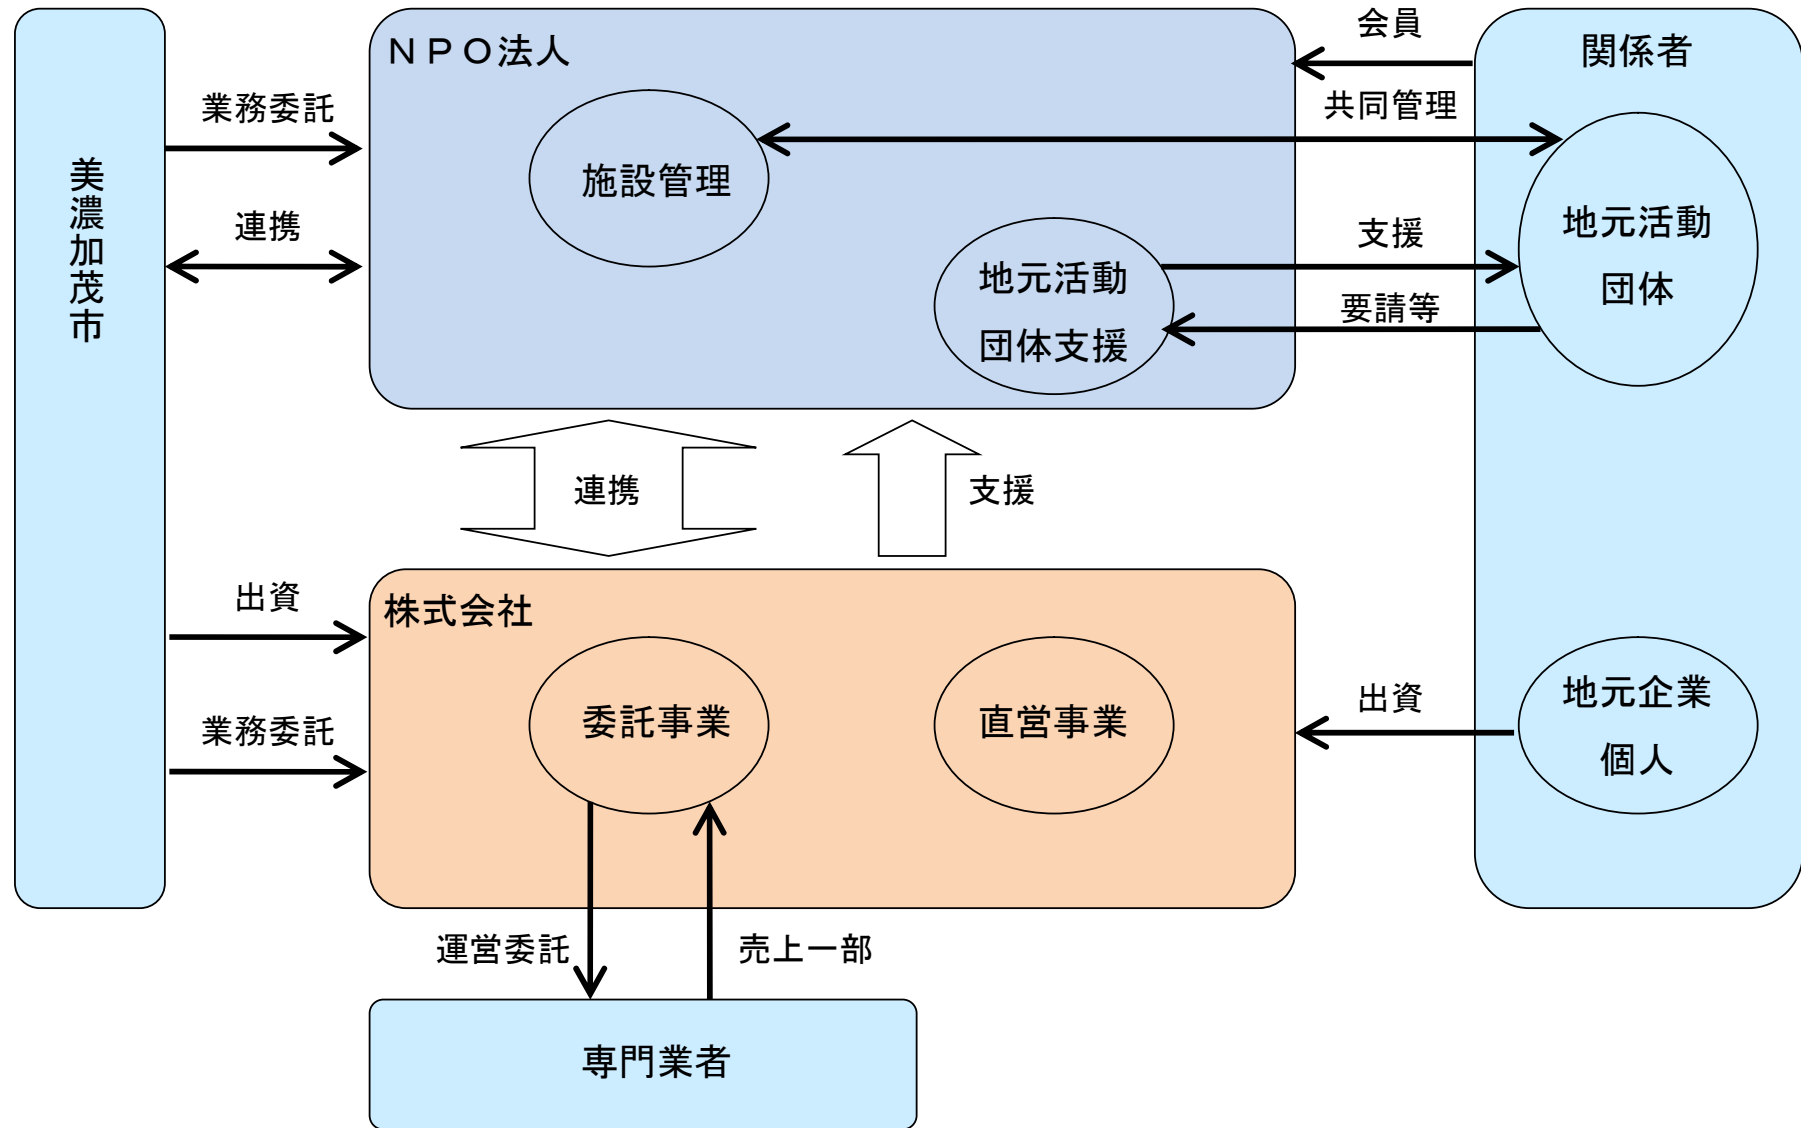 美濃加茂市
業務委託
連携
出資
業務委託
ＮＰＯ法人
施設管理
地元活動
団体支援
連携
支援
株式会社
委託事業
直営事業
運営委託
売上一部
専門業者
会員
共同管理
支援
要請等
出資
関係者
地元活動
団体
地元企業
個人